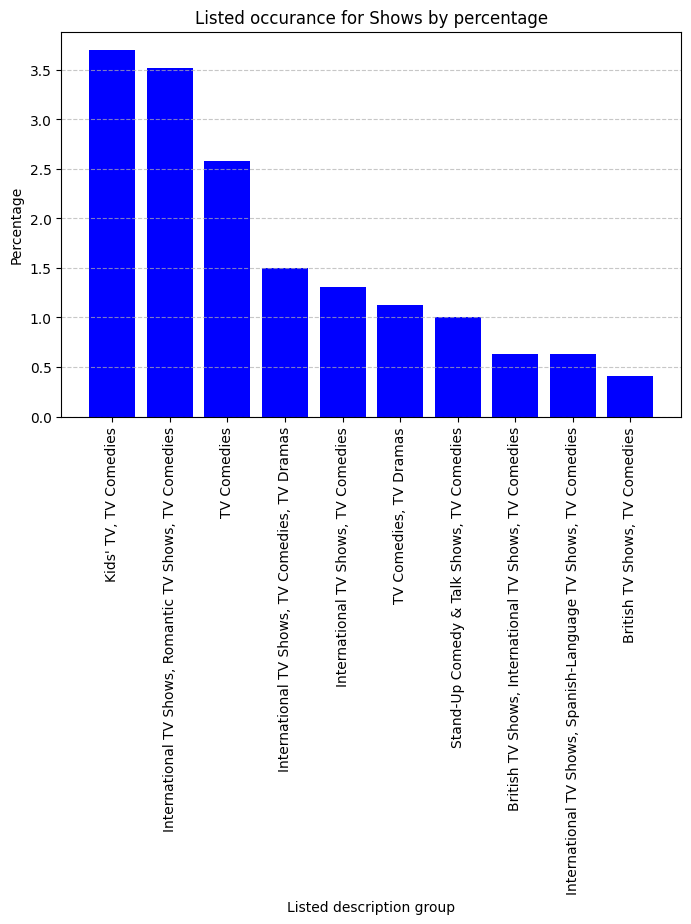 Listed occurance for Shows by percentage
Percentage
3.5
3.0
2.5
2.0
1.5
1.0
0.5
0.0
Kids' TV, TV Comedies
International TV Shows, Romantic TV Shows, TV Comedies
TV Comedies
International TV Shows, TV Comedies, TV Dramas
International TV Shows, TV Comedies
TV Comedies, TV Dramas
Stand-Up Comedy & Talk Shows, TV Comedies
British TV Shows, International TV Shows, TV Comedies
International TV Shows, Spanish-Language TV Shows, TV Comedies
British TV Shows, TV Comedies
Listed description group